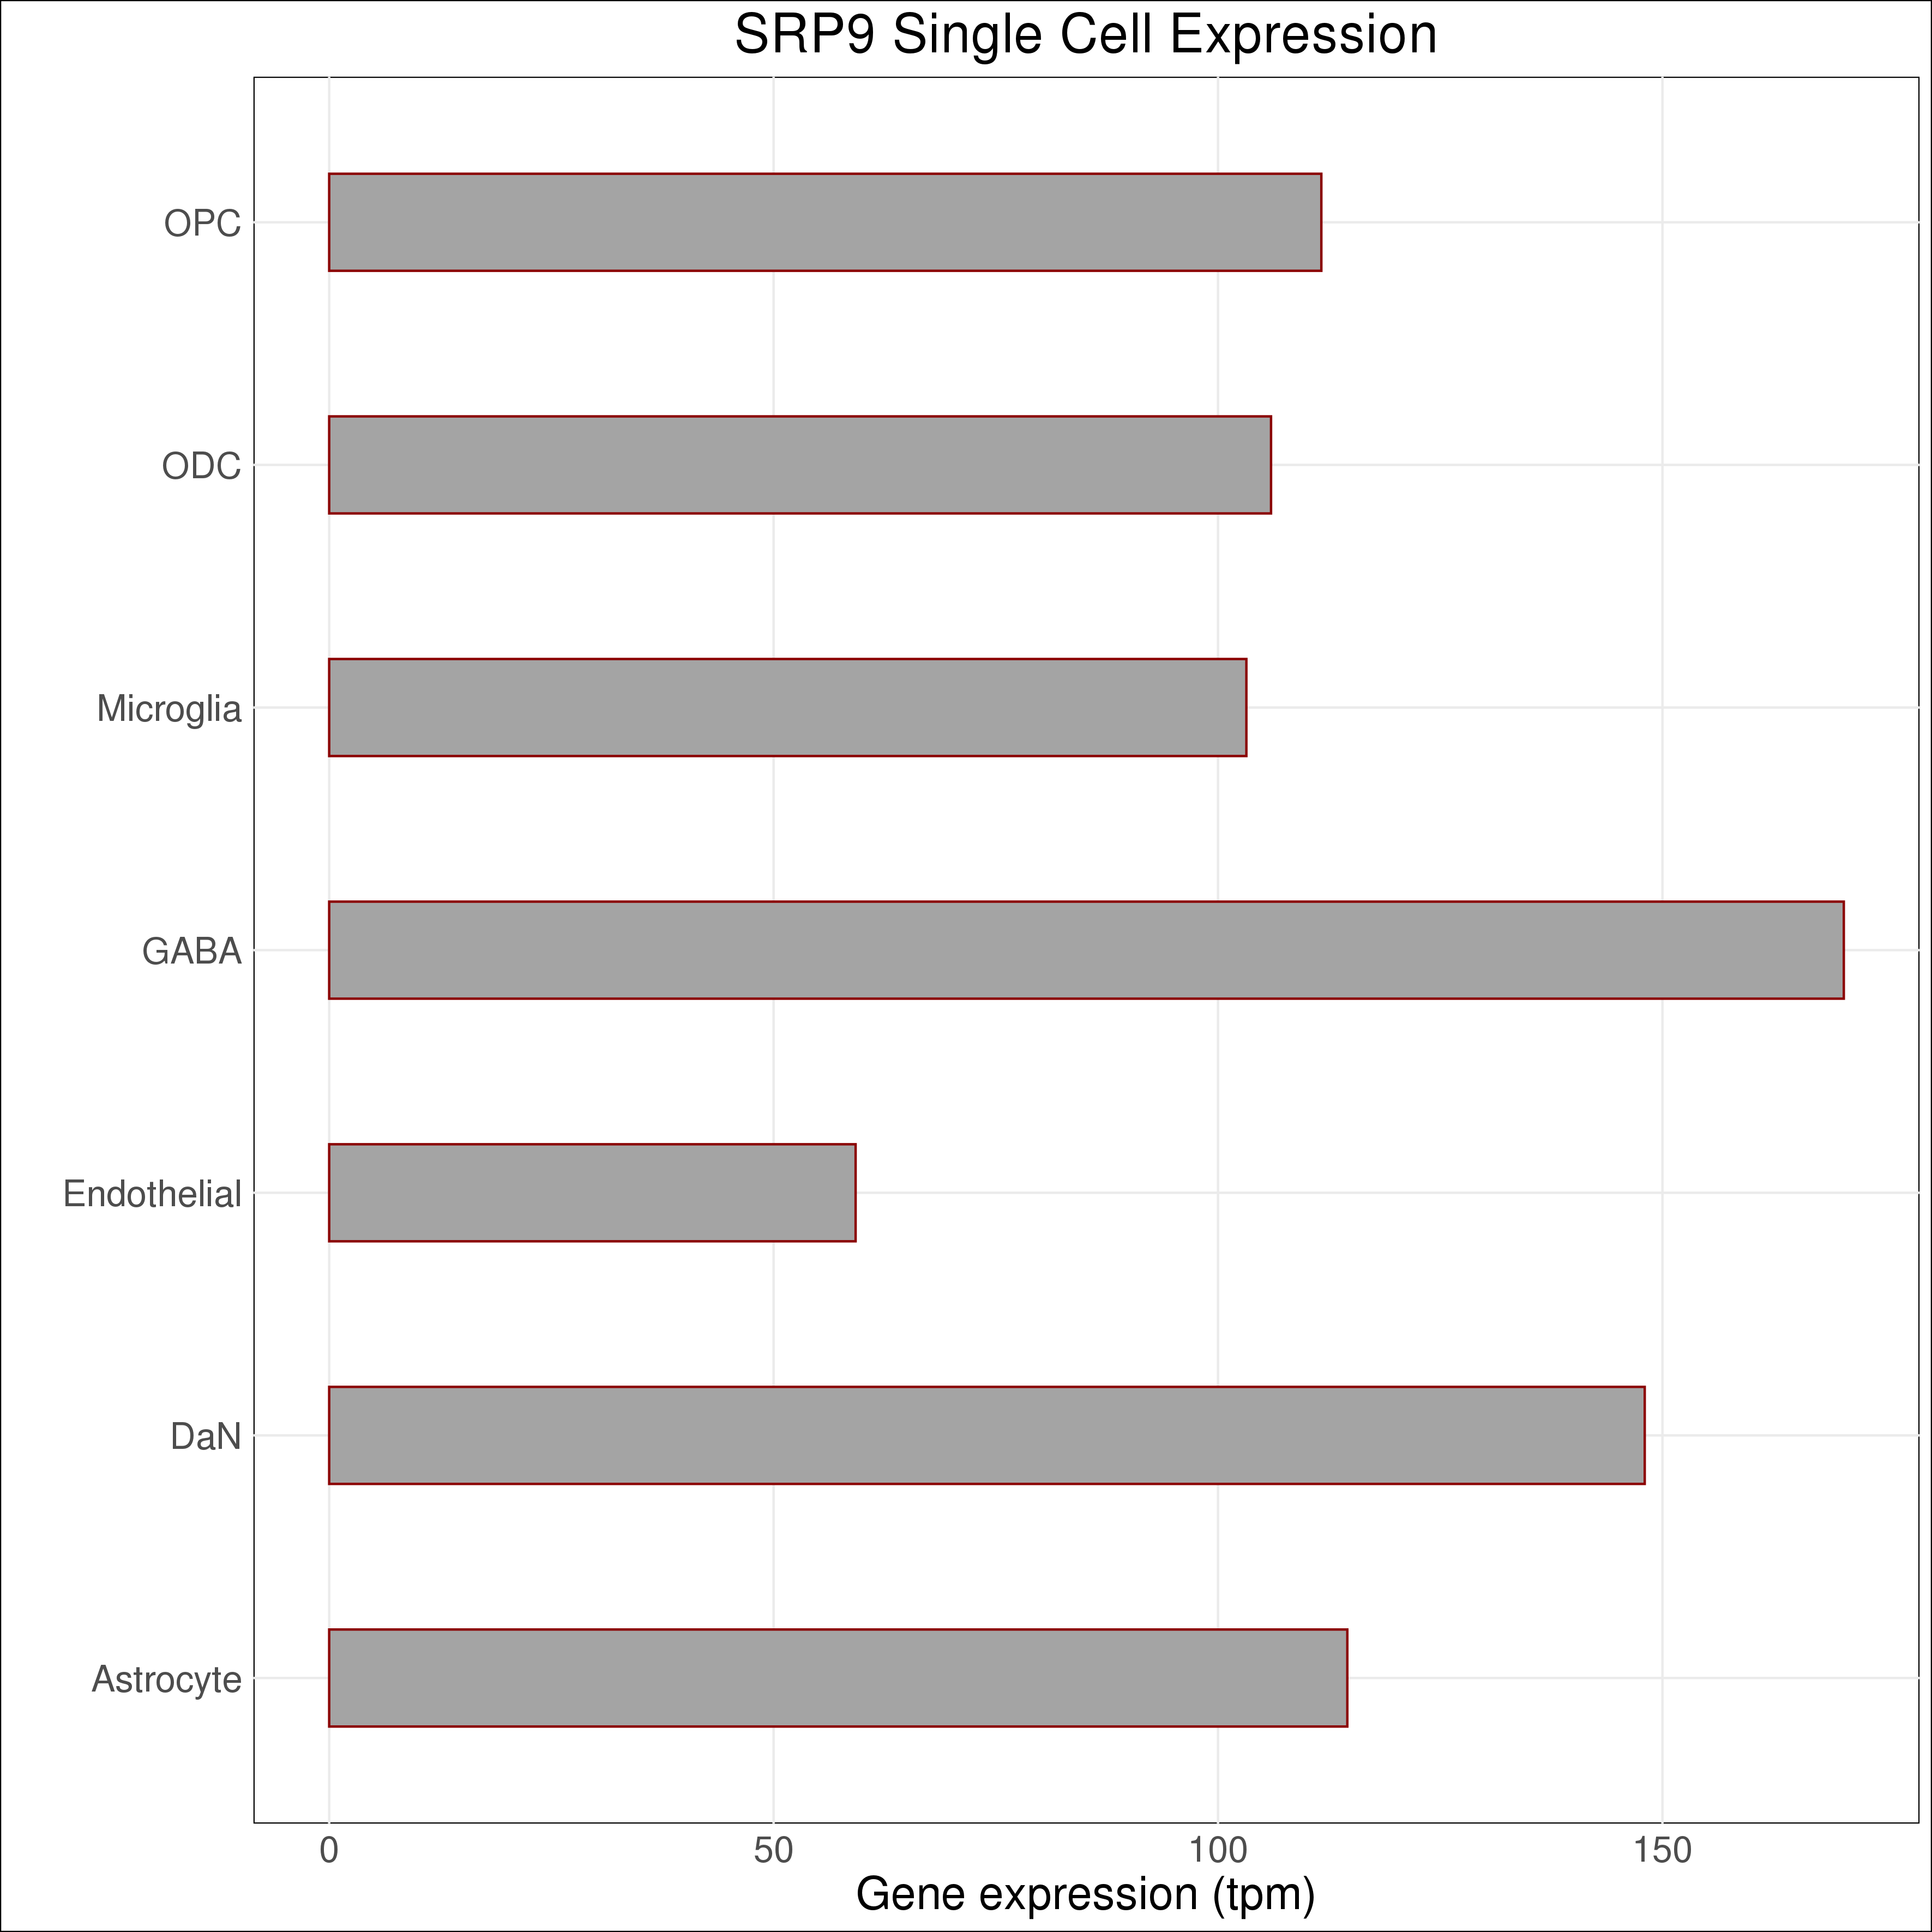 SRP9 Single Cell Expression
OPC
ODC
Microglia
GABA
Endothelial
DaN
Astrocyte
0 50 100 150
Gene expression (tpm)